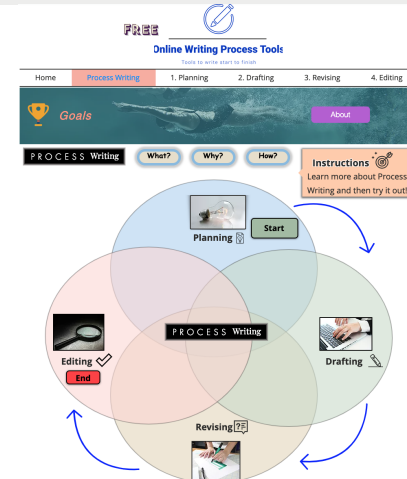 FREE
Online Writing Process Tools
Tools to write start to finish
Home Process Writing 1. Planning 2. Drafting 3. Revising 4. Editing
Goals About
PROCESS Writing What? Why? How?
Instructions
Learn more about Process
Writing and then try it out!
Planning Start
PROCESS Writing
Editing
End
Drafting
Revising